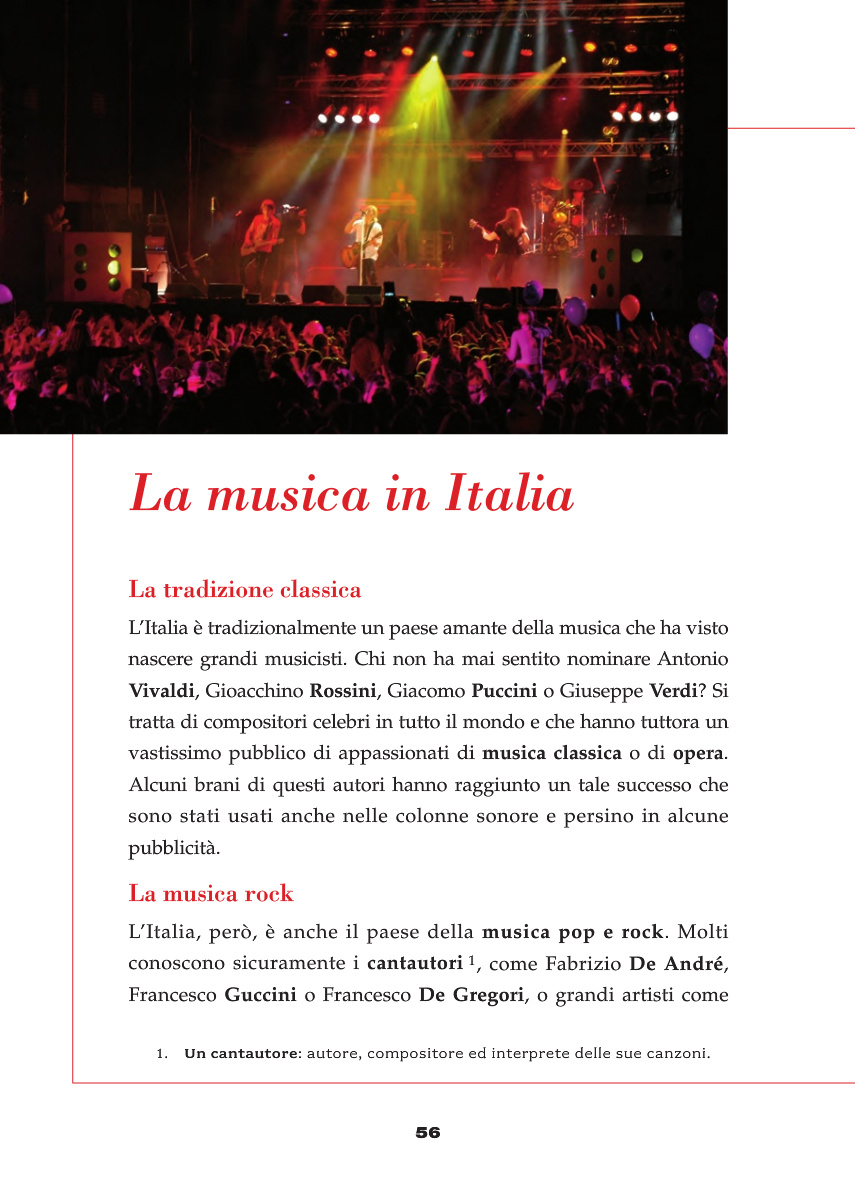 La musica in Italia
La tradizione classica
L’Italia è tradizionalmente un paese amante della musica che ha visto
nascere grandi musicisti. Chi non ha mai sentito nominare Antonio
Vivaldi, Gioacchino Rossini, Giacomo Puccini o Giuseppe Verdi? Si
tratta di compositori celebri in tutto il mondo e che hanno tuttora un
vastissimo pubblico di appassionati di musica classica o di opera.
Alcuni brani di questi autori hanno raggiunto un tale successo che
sono stati usati anche nelle colonne sonore e persino in alcune
pubblicità.
La musica rock
L’Italia, però, è anche il paese della musica pop e rock. Molti
conoscono sicuramente i cantautori 1, come Fabrizio De André,
Francesco Guccini o Francesco De Gregori, o grandi artisti come
1. Un cantautore: autore, compositore ed interprete delle sue canzoni.
56